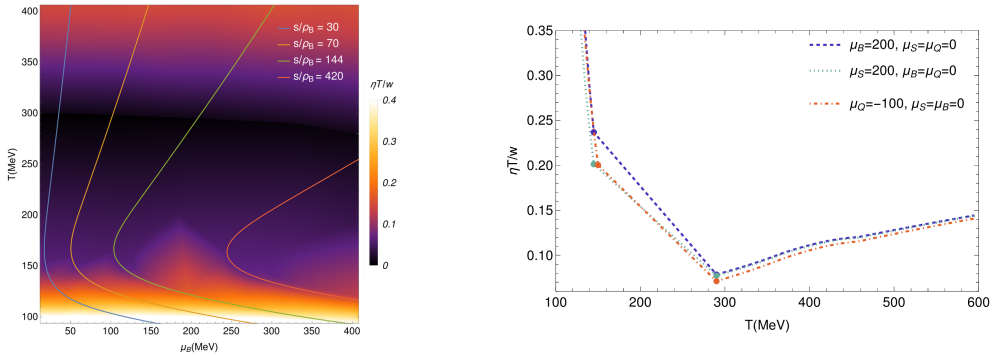 400
350
300
250
200
150
100
T(MeV)
50 100 150 200 250 300 350 400
μB(MeV)
s/ρB = 30
s/ρB = 70
s/ρB = 144
s/ρB = 420
ηT/w
0.4
0.3
0.2
0.1
0
0.35
0.30
0.25
0.20
0.15
0.10
ηT/w
100 200 300 400 500 600
T(MeV)
μB=200, μS=μQ=0
μS=200, μB=μQ=0
μQ=-100, μS=μB=0